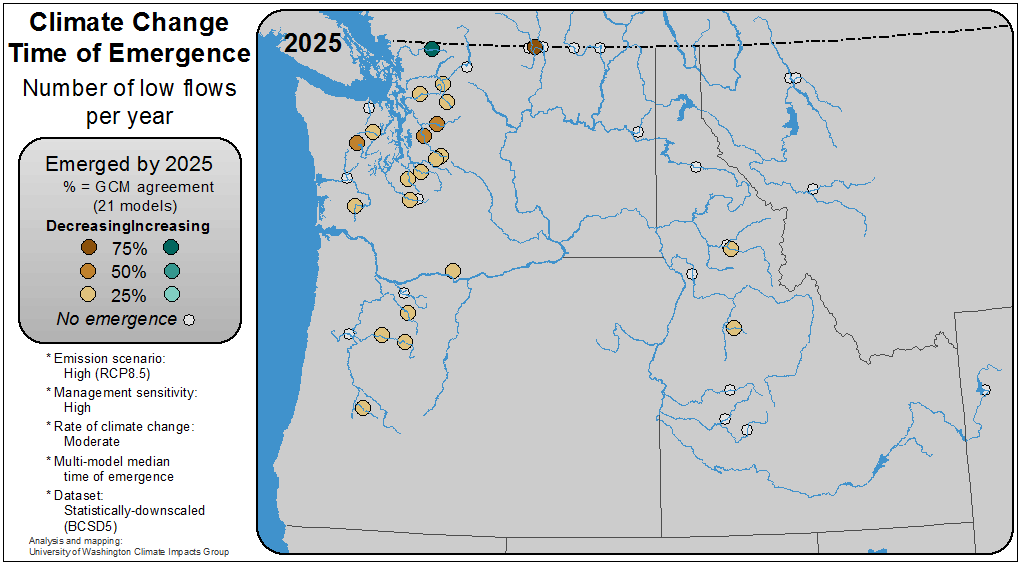 Climate Change
Time of Emergence
Number of low flows
per year
Emerged by 2025
% = GCM agreement
(21 models)
DecreasingIncreasing
75%
50%
25%
No emergence
* Emission scenario:
High (RCP8.5)
* Management sensitivity:
High
* Rate of climate change:
Moderate
* Multi-model median
time of emergence
* Dataset:
Statistically-downscaled
(BCSD5)
Analysis and mapping:
University of Washington Climate Impacts Group
2025